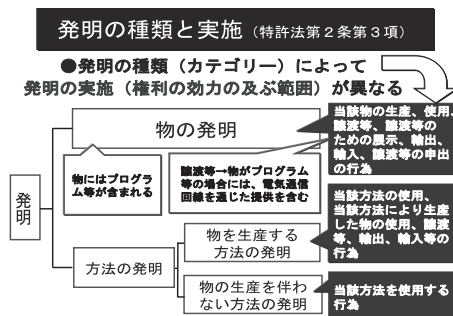 発明の種類と実施（特許法第２条第３項）
●発明の種類（カテゴリー）によって
発明の実施（権利の効力の及ぶ範囲）が異なる
発明
物の発明
物にはプログラ
ム等が含まれる
譲渡等→物がプログラム
等の場合には、電気通信
回線を通じた提供を含む
当該物の生産、使用、
譲渡等、譲渡等の
ための展示、輸出、
輸入、譲渡等の申出
の行為
方法の発明
物を生産する
方法の発明
当該方法の使用、
当該方法により生産
した物の使用、譲渡
等、輸出、輸入等の
行為
物の生産を伴わ
ない方法の発明
当該方法を使用する
行為